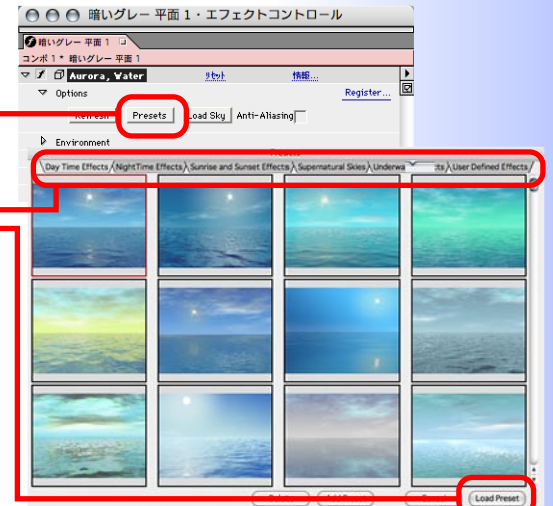 暗いグレー 平面 1・エフェクトコントロール
暗いグレー 平面 1
コンポ 1 * 暗いグレー 平面 1
Aurora, Water リセット 情報...
Options Register...
Refresh Presets Load Sky Anti-Aliasing
Environment
Presets
Day Time Effects NightTime Effects Sunrise and Sunset Effects Supernatural Skies User Defined Effects
Load Preset